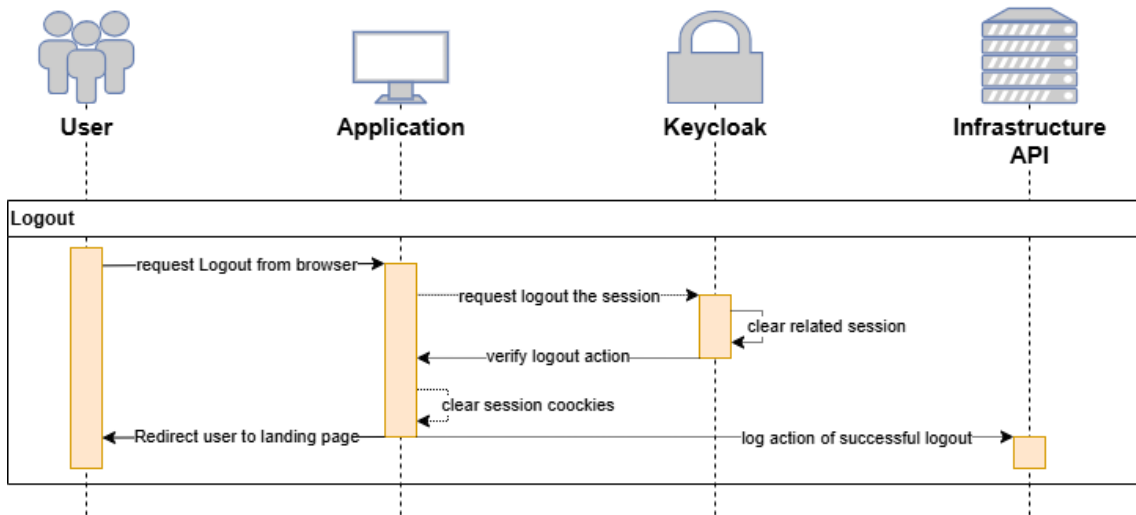 User
Application
Keycloak
Infrastructure
API
Logout
request Logout from browser
request logout the session
clear related session
verify logout action
clear session coockies
Redirect user to landing page
log action of successful logout